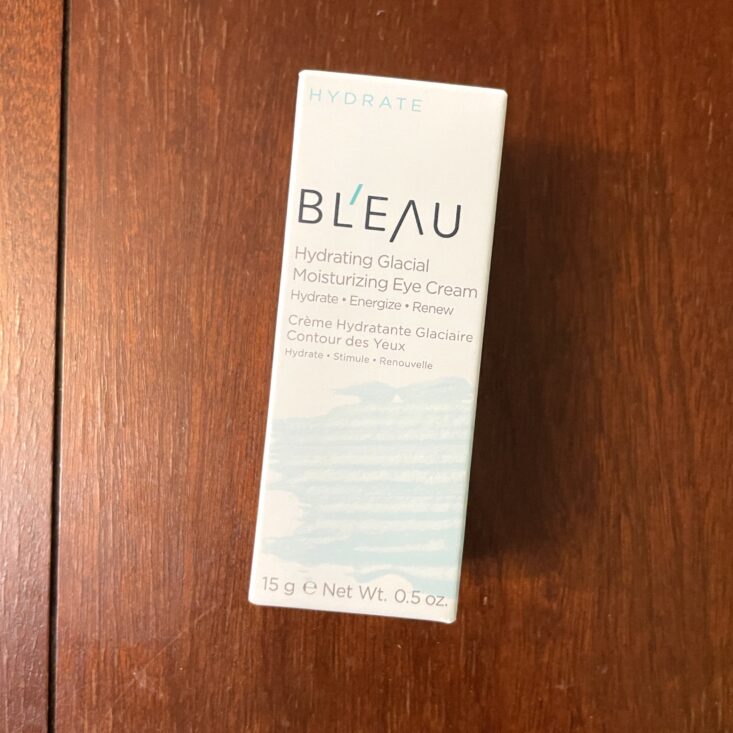 HYDRATE
BL'EAU
Hydrating Glacial
Moisturizing Eye Cream
Hydrate • Energize • Renew
Crème Hydratante Glaciaire
Contour des Yeux
Hydrate • Stimule • Renouvelle
15 g ℮ Net Wt. 0.5 oz.